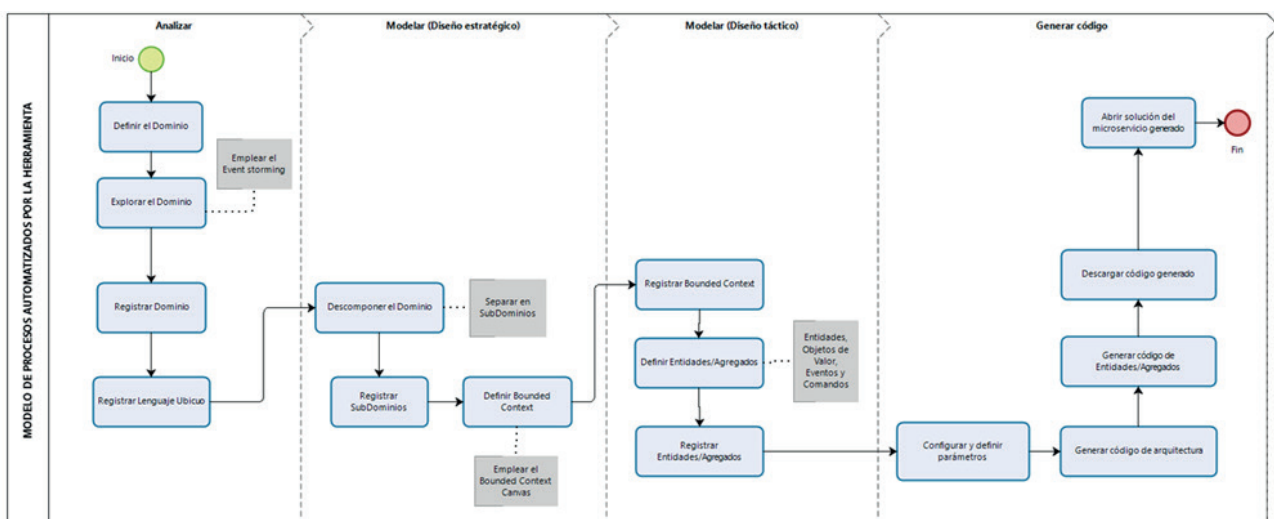 MODELO DE PROCESOS AUTOMATIZADOS POR LA HERRAMIENTA
Analizar
Modelar (Diseño estratégico)
Modelar (Diseño táctico)
Generar código
Inicio
Definir el Dominio
Emplear el
Event storming
Explorar el Dominio
Registrar Dominio
Registrar Lenguaje Ubicuo
Descomponer el Dominio
Separar en
SubDominios
Registrar
SubDominios
Definir Bounded
Context
Emplear el
Bounded Context
Canvas
Registrar Bounded Context
Definir Entidades/Agregados
Entidades,
Objetos de
Valor,
Eventos y
Comandos
Registrar
Entidades/Agregados
Configurar y definir
parámetros
Generar código de arquitectura
Generar código de
Entidades/Agregados
Descargar código generado
Abrir solución del
microservicio generado
Fin